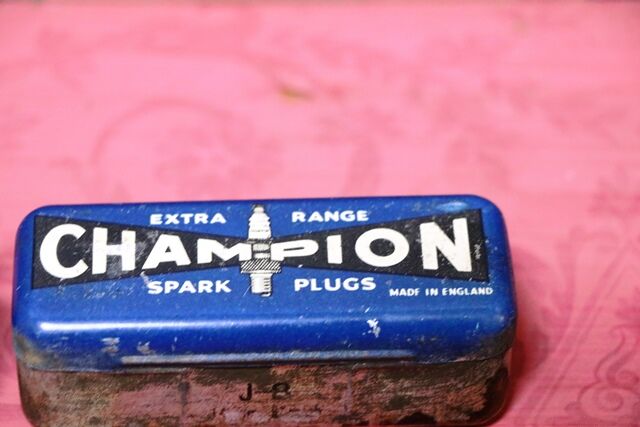 EXTRA RANGE
CHAMPION
SPARK PLUGS
MADE IN ENGLAND
J-8